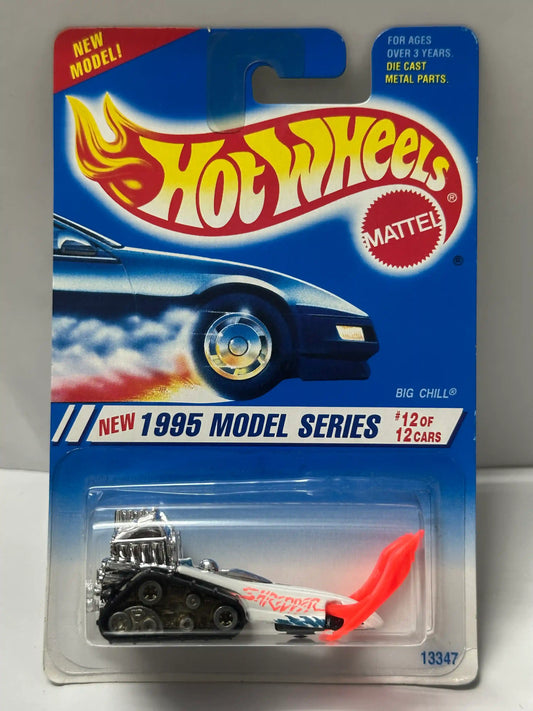 NEW
MODEL!
FOR AGES
OVER 3 YEARS.
DIE CAST
METAL PARTS.
HOT WHEELS®
MATTEL
®
BIG CHILL®
NEW 1995 MODEL SERIES #12 OF
12 CARS
SHREDDER
13347